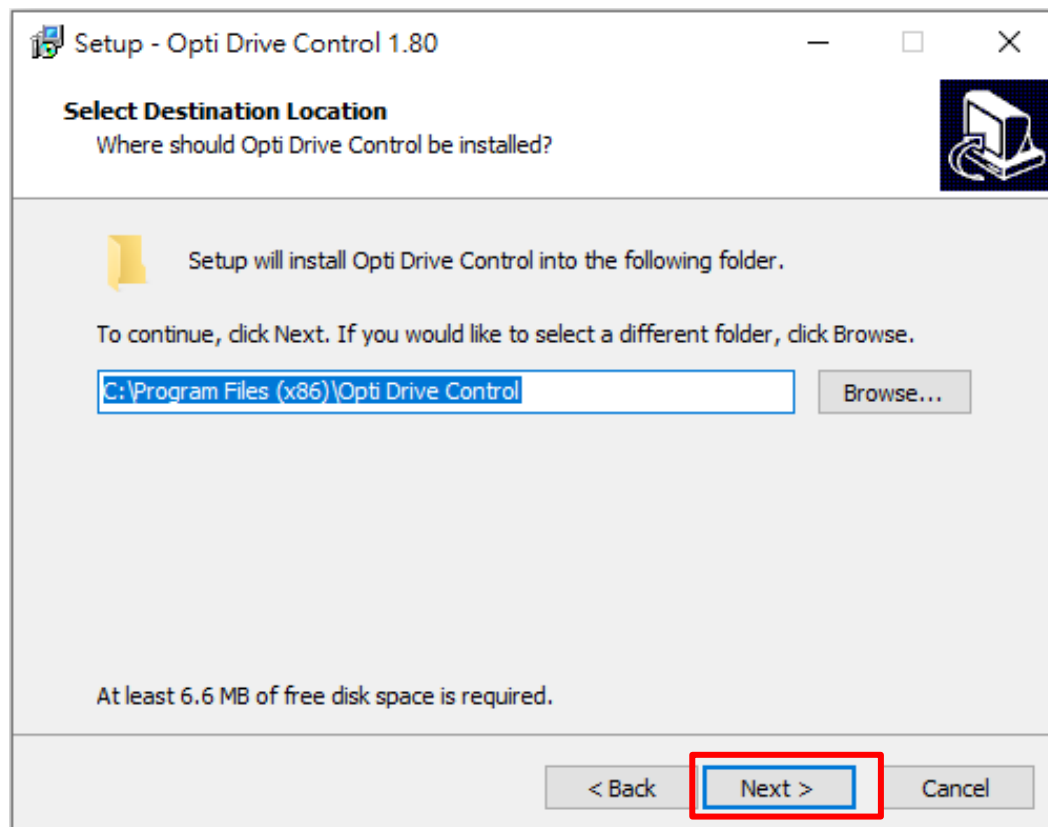 Setup - Opti Drive Control 1.80
Select Destination Location
Where should Opti Drive Control be installed?
Setup will install Opti Drive Control into the following folder.
To continue, click Next. If you would like to select a different folder, click Browse.
C:\Program Files (x86)\Opti Drive Control
Browse...
At least 6.6 MB of free disk space is required.
< Back
Next >
Cancel